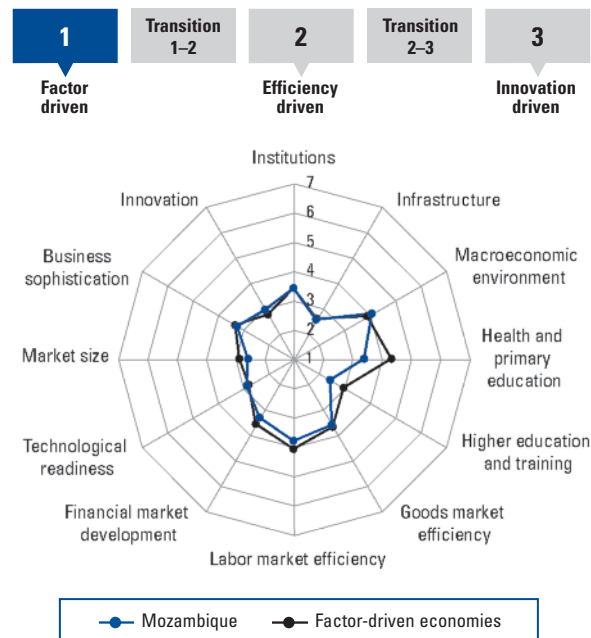 1
Transition
1–2
2
Transition
2–3
3
Factor
driven
Efficiency
driven
Innovation
driven
Institutions
7
Innovation
Infrastructure
6
5
Business
sophistication
Macroeconomic
environment
4
3
Market size
2
1
Health and
primary
education
Technological
readiness
Higher education
and training
Financial market
development
Goods market
efficiency
Labor market efficiency
Mozambique
Factor-driven economies